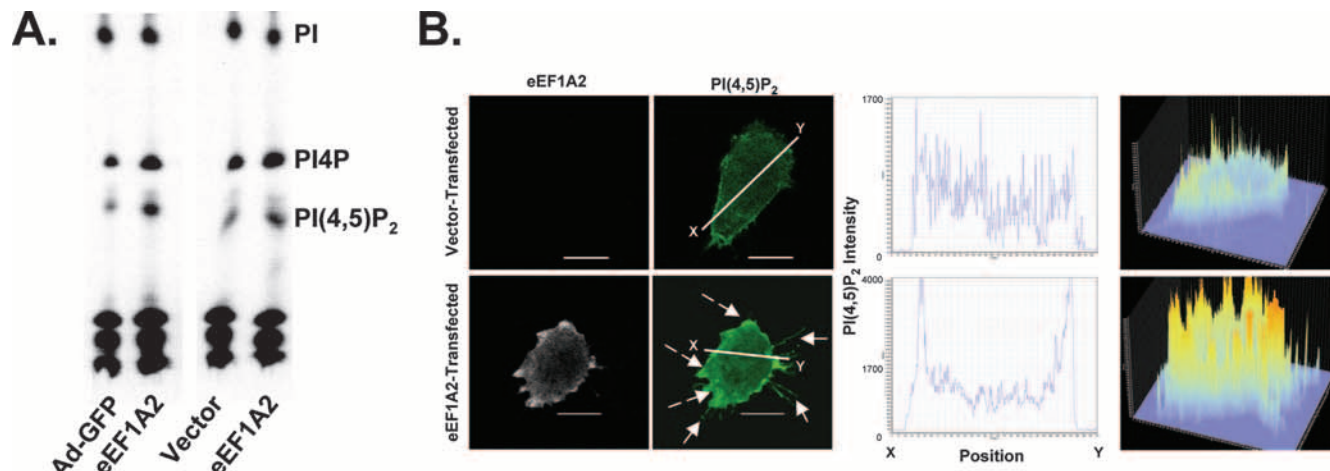 A.
PI
PI4P
PI(4,5)P₂
Ad-GFP
eEF1A2
Vector
eEF1A2
B.
eEF1A2
PI(4,5)P₂
Vector-Transfected
X
Y
1700
0
eEF1A2-Transfected
X
Y
PI(4,5)P₂ Intensity
4000
1700
0
X
Position
Y